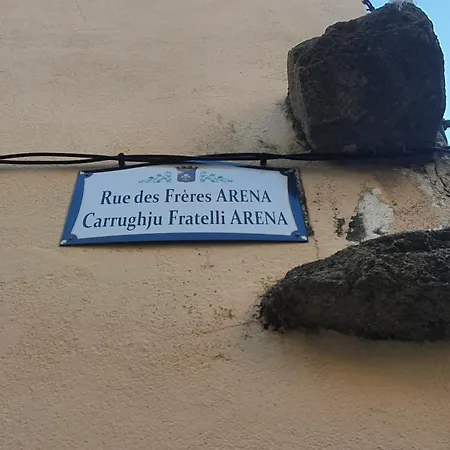 Rue des Frères ARENA
Carrughju Fratelli ARENA